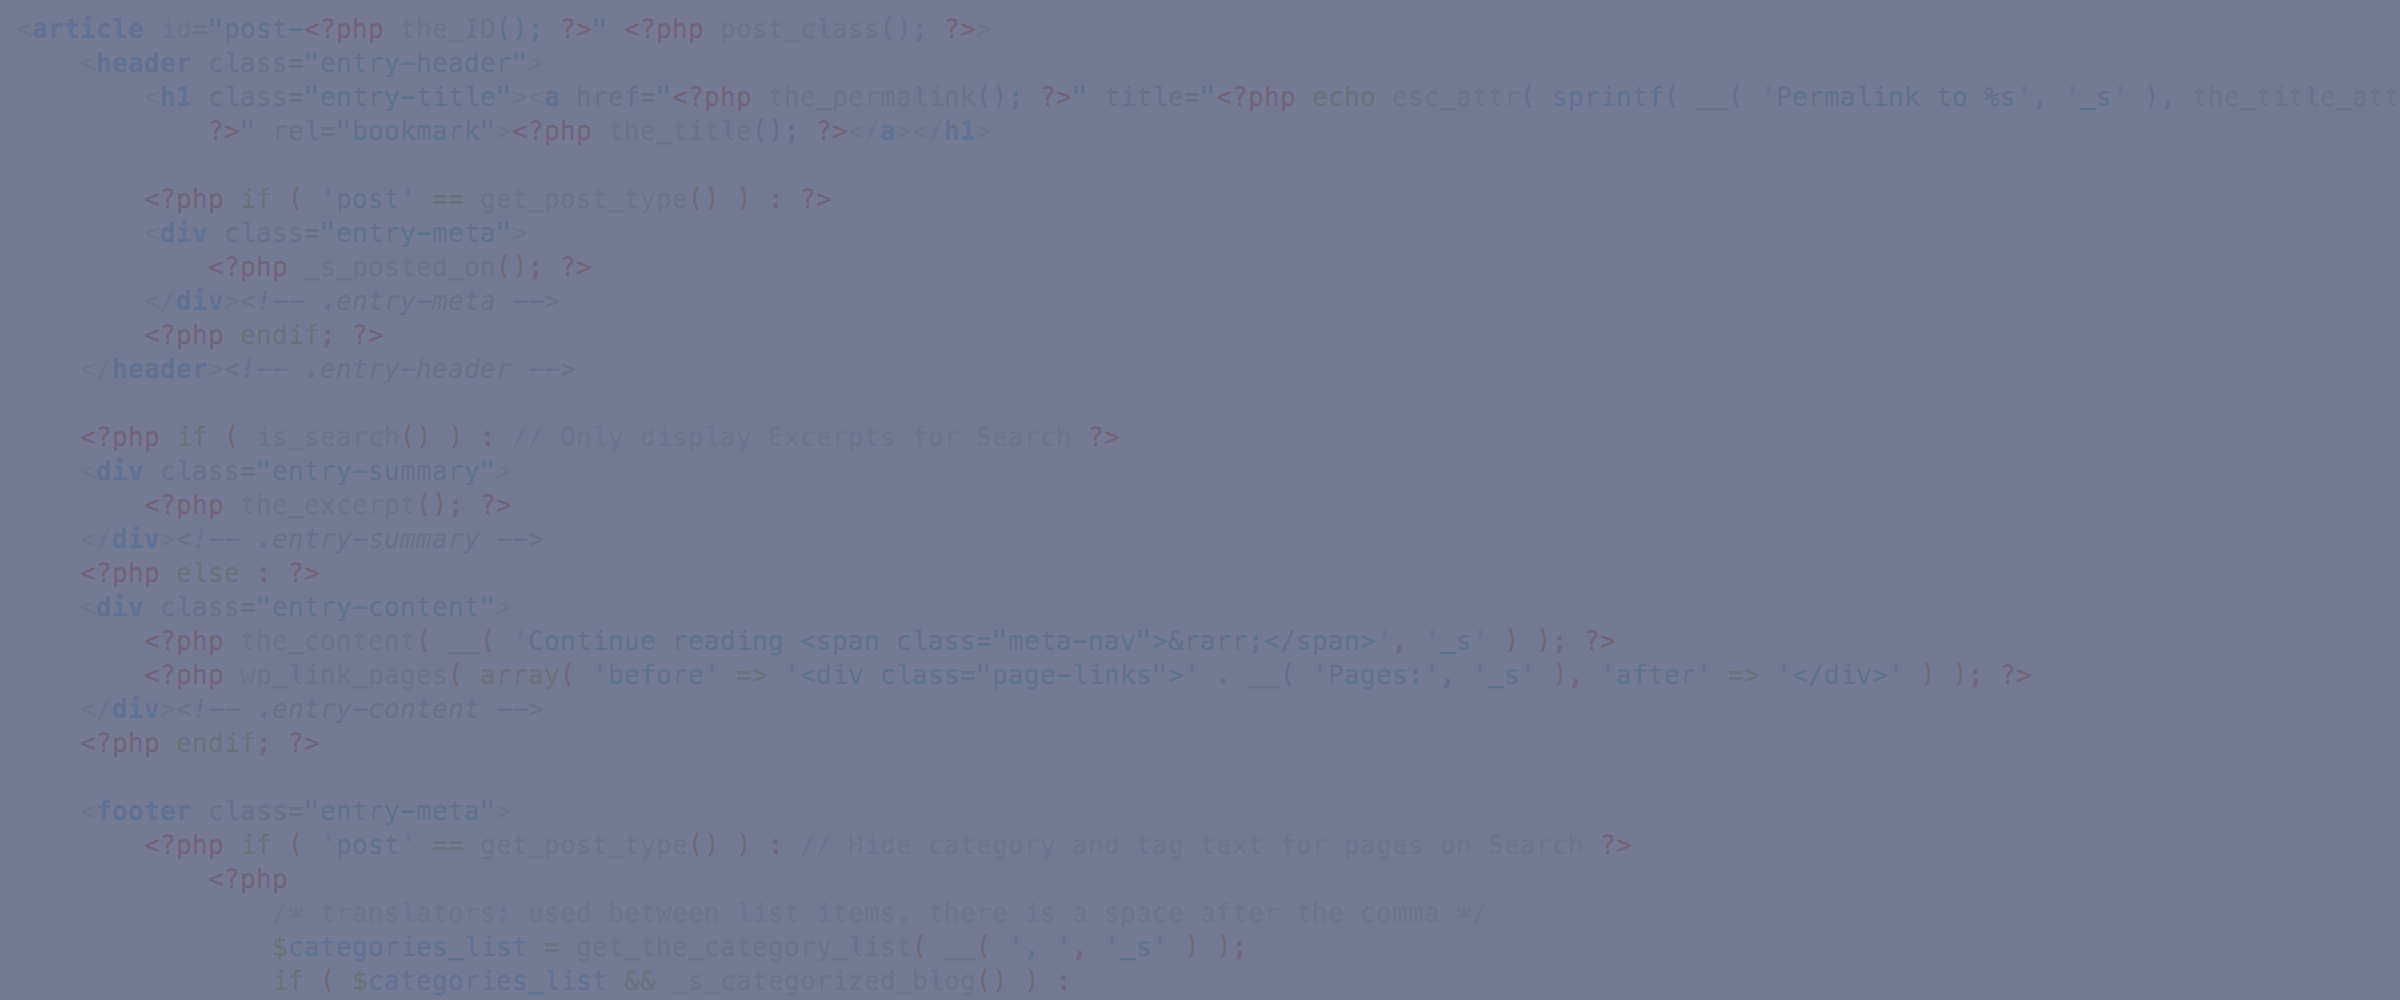 <article id="post-<?php the_ID(); ?>" <?php post_class(); ?>>
<header class="entry-header">
<h1 class="entry-title"><a href="<?php the_permalink(); ?>" title="<?php echo esc_attr( sprintf( __( 'Permalink to %s', '_s' ), the_title_att
?>" rel="bookmark"><?php the_title(); ?></a></h1>
<?php if ( 'post' == get_post_type() ) : ?>
<div class="entry-meta">
<?php _s_posted_on(); ?>
</div><!-- .entry-meta -->
<?php endif; ?>
</header><!-- .entry-header -->
<?php if ( is_search() ) : // Only display Excerpts for Search ?>
<div class="entry-summary">
<?php the_excerpt(); ?>
</div><!-- .entry-summary -->
<?php else : ?>
<div class="entry-content">
<?php the_content( __( 'Continue reading <span class="meta-nav">&rarr;</span>', '_s' ) ); ?>
<?php wp_link_pages( array( 'before' => '<div class="page-links">' . __( 'Pages:', '_s' ), 'after' => '</div>' ) ); ?>
</div><!-- .entry-content -->
<?php endif; ?>
<footer class="entry-meta">
<?php if ( 'post' == get_post_type() ) : // Hide category and tag text for pages on Search ?>
<?php
/* translators: used between list items, there is a space after the comma */
$categories_list = get_the_category_list( __( ', ', '_s' ) );
if ( $categories_list && _s_categorized_blog() ) :